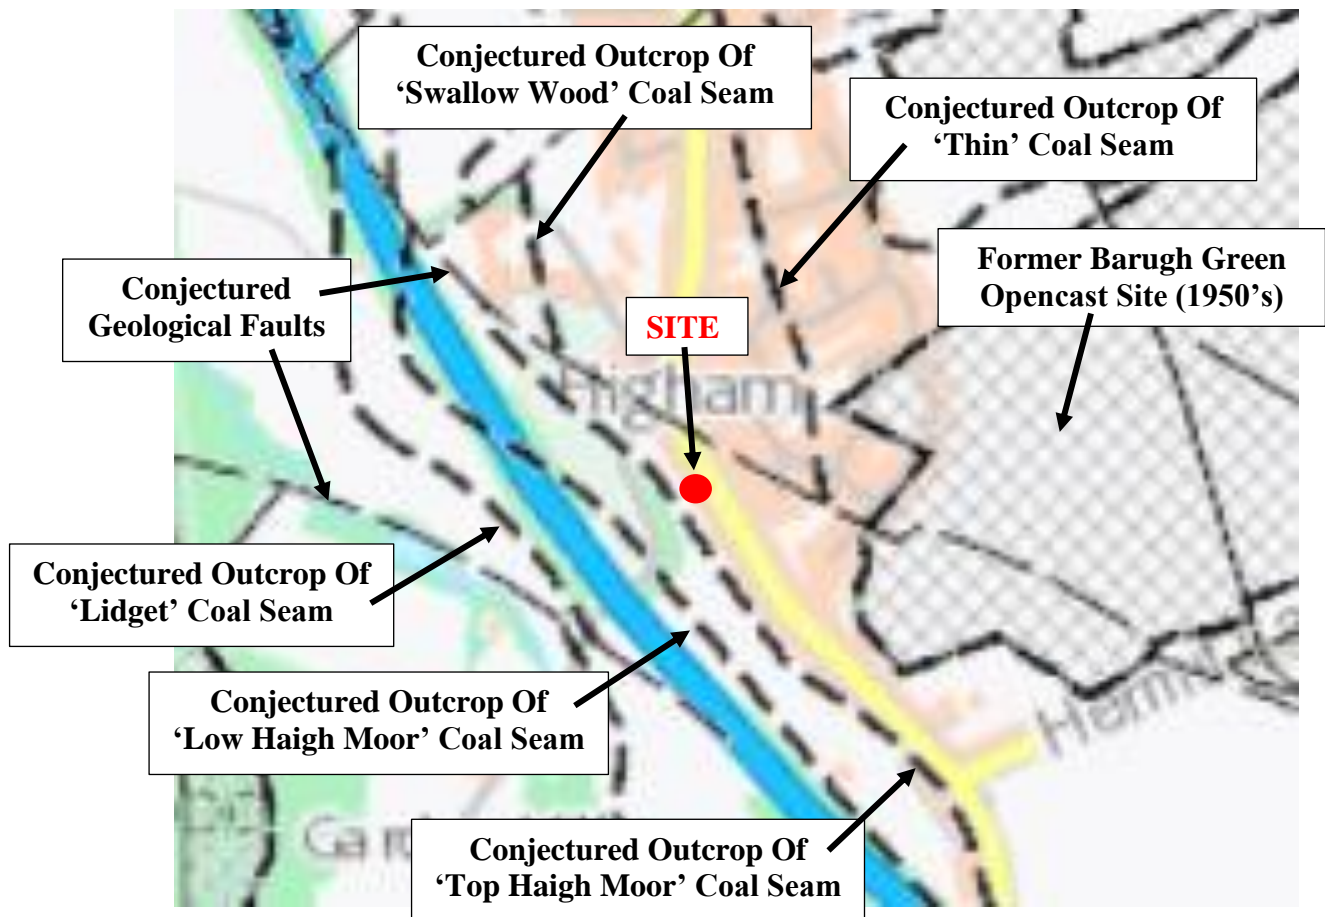 Conjectured Outcrop Of
‘Swallow Wood’ Coal Seam
Conjectured Outcrop Of
‘Thin’ Coal Seam
Former Barugh Green
Opencast Site (1950’s)
Conjectured
Geological Faults
SITE
Higham
Conjectured Outcrop Of
‘Lidget’ Coal Seam
Conjectured Outcrop Of
‘Low Haigh Moor’ Coal Seam
Conjectured Outcrop Of
‘Top Haigh Moor’ Coal Seam